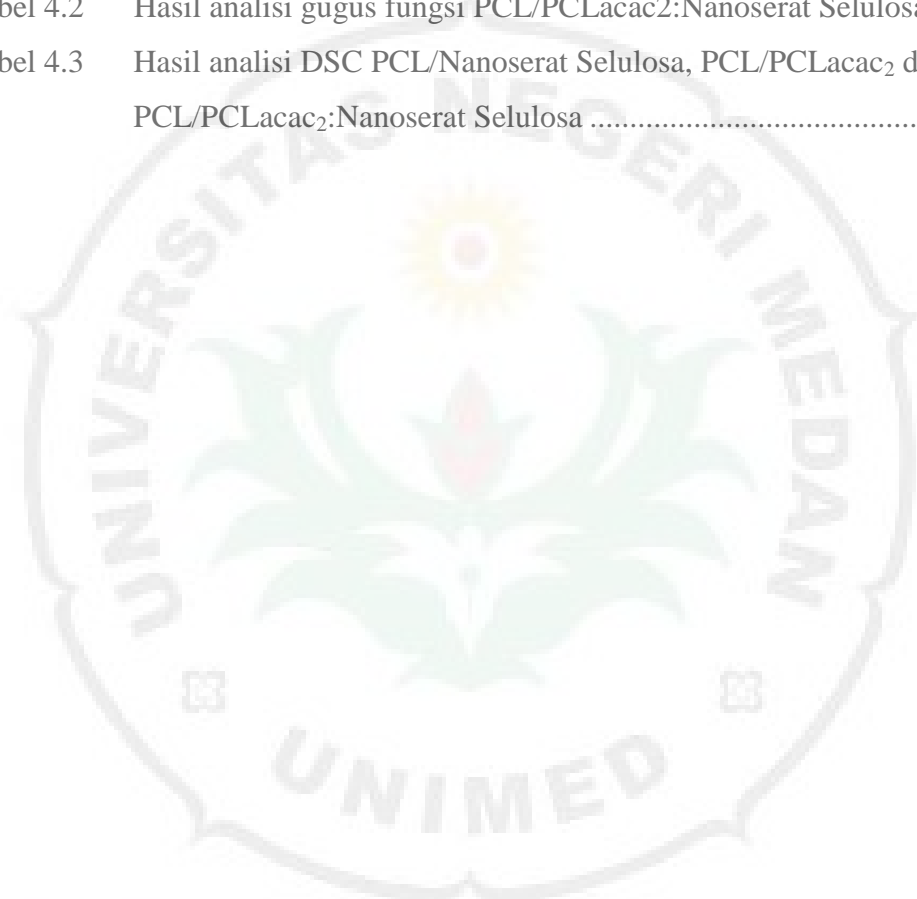 bel 4.2 Hasil analisi gugus fungsi PCL/PCLacac2:Nanoserat Selulosa
bel 4.3 Hasil analisi DSC PCL/Nanoserat Selulosa, PCL/PCLacac₂ d
PCL/PCLacac₂:Nanoserat Selulosa .........................................
UNIVERSITAS NEGERI MEDAN
UNIMED